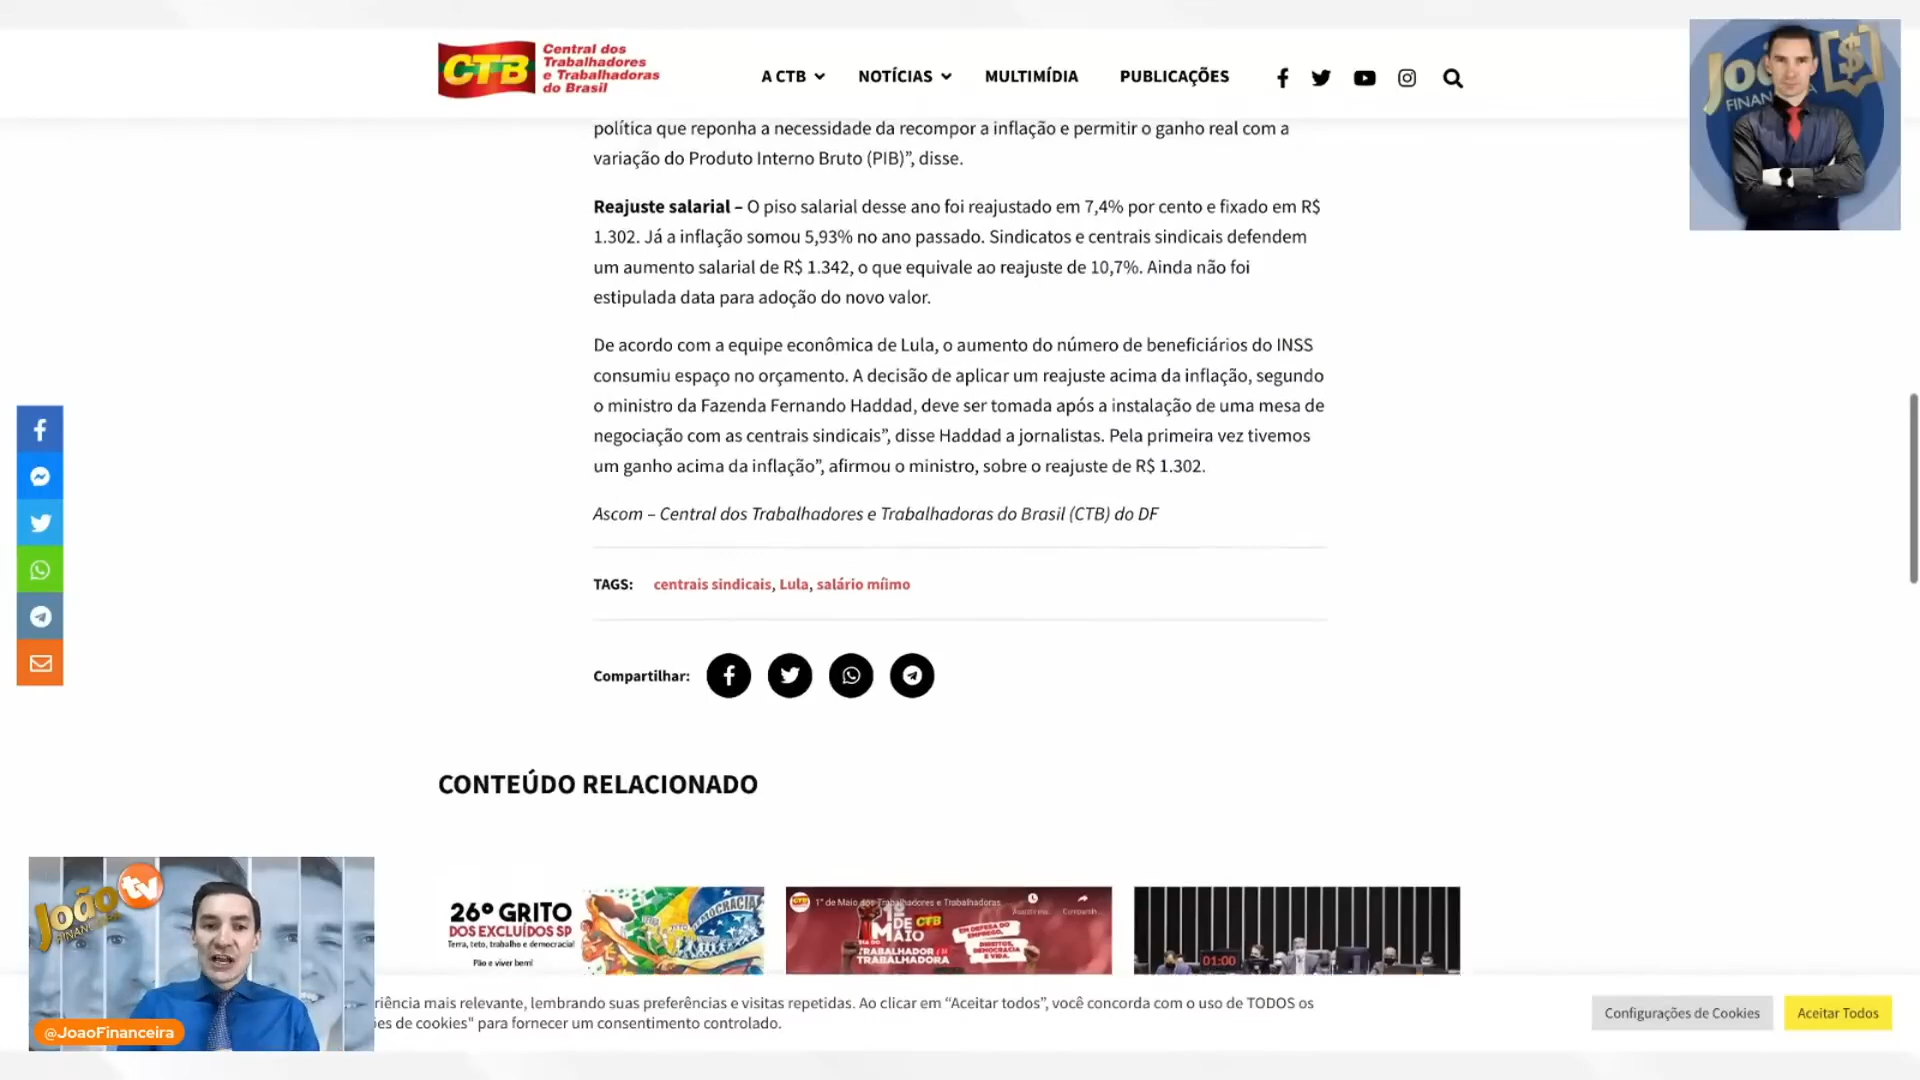 CTB
Central dos
Trabalhadores
e Trabalhadoras
do Brasil
A CTB
NOTÍCIAS
MULTIMÍDIA
PUBLICAÇÕES
João
FINANCEIRA
política que reponha a necessidade da recompor a inflação e permitir o ganho real com a
variação do Produto Interno Bruto (PIB)”, disse.
Reajuste salarial – O piso salarial desse ano foi reajustado em 7,4% por cento e fixado em R$
1.302. Já a inflação somou 5,93% no ano passado. Sindicatos e centrais sindicais defendem
um aumento salarial de R$ 1.342, o que equivale ao reajuste de 10,7%. Ainda não foi
estipulada data para adoção do novo valor.
De acordo com a equipe econômica de Lula, o aumento do número de beneficiários do INSS
consumiu espaço no orçamento. A decisão de aplicar um reajuste acima da inflação, segundo
o ministro da Fazenda Fernando Haddad, deve ser tomada após a instalação de uma mesa de
negociação com as centrais sindicais”, disse Haddad a jornalistas. Pela primeira vez tivemos
um ganho acima da inflação”, afirmou o ministro, sobre o reajuste de R$ 1.302.
Ascom – Central dos Trabalhadores e Trabalhadoras do Brasil (CTB) do DF
TAGS: centrais sindicais, Lula, salário míimo
Compartilhar:
CONTEÚDO RELACIONADO
26º GRITO
DOS EXCLUÍDOS SP
Terra, teto, trabalho e democracia!
Pão e viver bem!
DEMOCRACIA
1º de Maio dos Trabalhadores e Trabalhadoras
1º
DE CTB
MAIO
DIA DO
TRABALHADOR / N
TRABALHADORA
EM DEFESA DO
EMPREGO,
DIREITOS,
DEMOCRACIA
E VIDA.
01:00
João tv
@JoaoFinanceira
riência mais relevante, lembrando suas preferências e visitas repetidas. Ao clicar em “Aceitar todos”, você concorda com o uso de TODOS os
ões de cookies" para fornecer um consentimento controlado.
Configurações de Cookies
Aceitar Todos